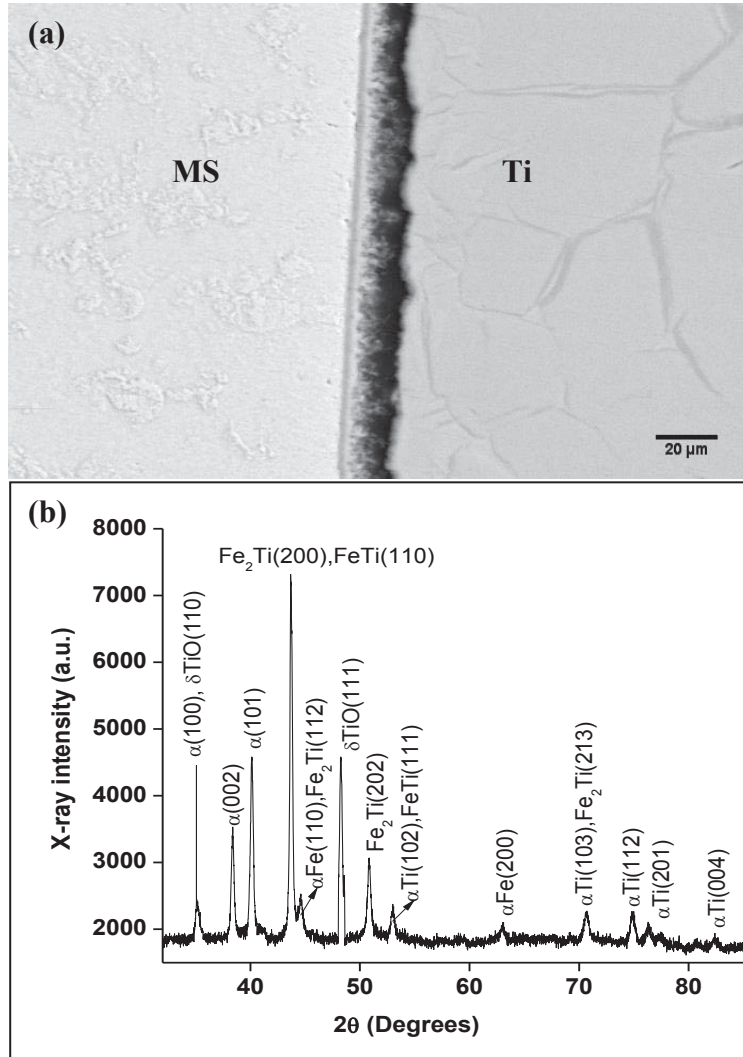 (a)
MS
Ti
20 µm
(b)
8000
7000
6000
5000
4000
3000
2000
X-ray intensity (a.u.)
α(100), δTiO(110)
α(002)
α(101)
Fe₂Ti(200),FeTi(110)
αFe(110),Fe₂Ti(112)
δTiO(111)
Fe₂Ti(202)
αTi(102),FeTi(111)
αFe(200)
αTi(103),Fe₂Ti(213)
αTi(112)
αTi(201)
αTi(004)
40 50 60 70 80
2θ (Degrees)